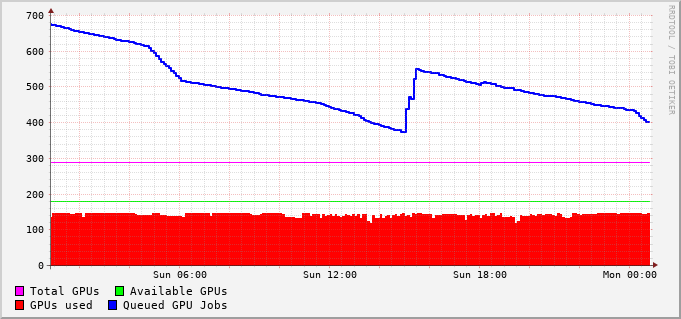 700
600
500
400
300
200
100
0
Sun 06:00 Sun 12:00 Sun 18:00 Mon 00:00
Total GPUs Available GPUs
GPUs used Queued GPU Jobs
RRDTOOL / TOBI OETIKER